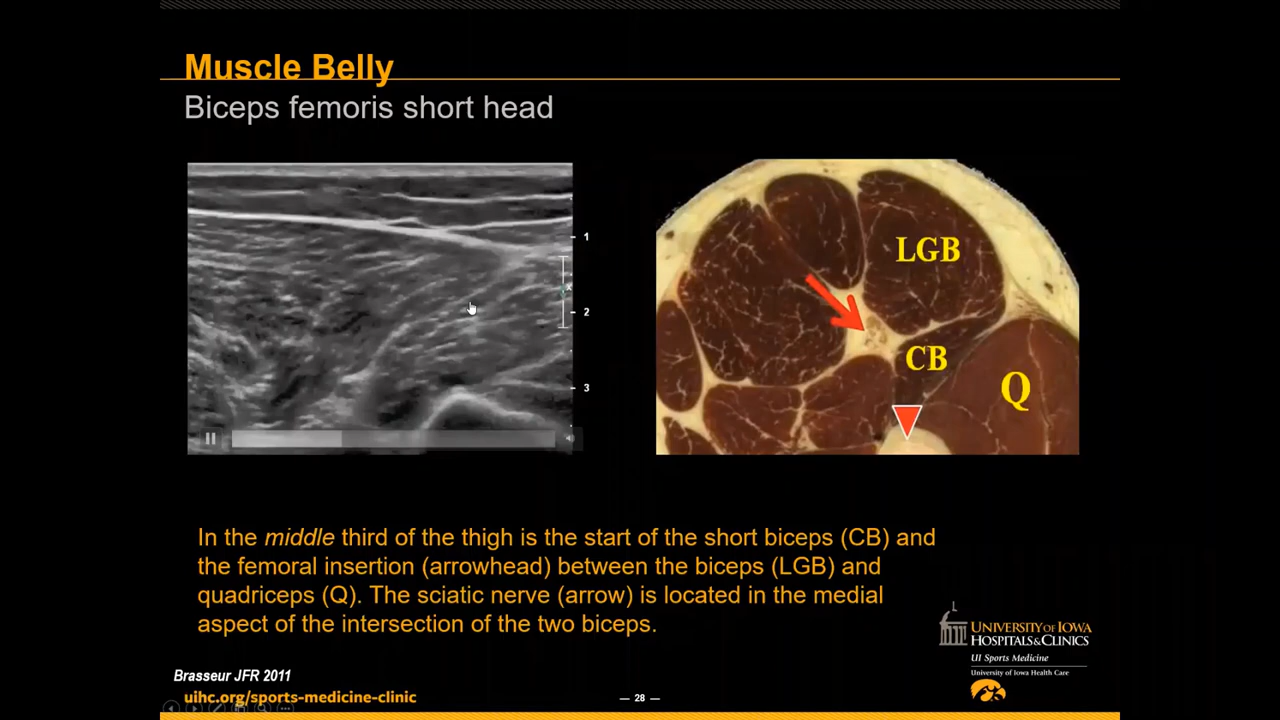 Muscle Belly
Biceps femoris short head
1
2
3
LGB
CB
Q
In the middle third of the thigh is the start of the short biceps (CB) and
the femoral insertion (arrowhead) between the biceps (LGB) and
quadriceps (Q). The sciatic nerve (arrow) is located in the medial
aspect of the intersection of the two biceps.
UNIVERSITY OF IOWA
HOSPITALS & CLINICS
UI Sports Medicine
University of Iowa Health Care
Brasseur JFR 2011
uihc.org/sports-medicine-clinic
— 28 —